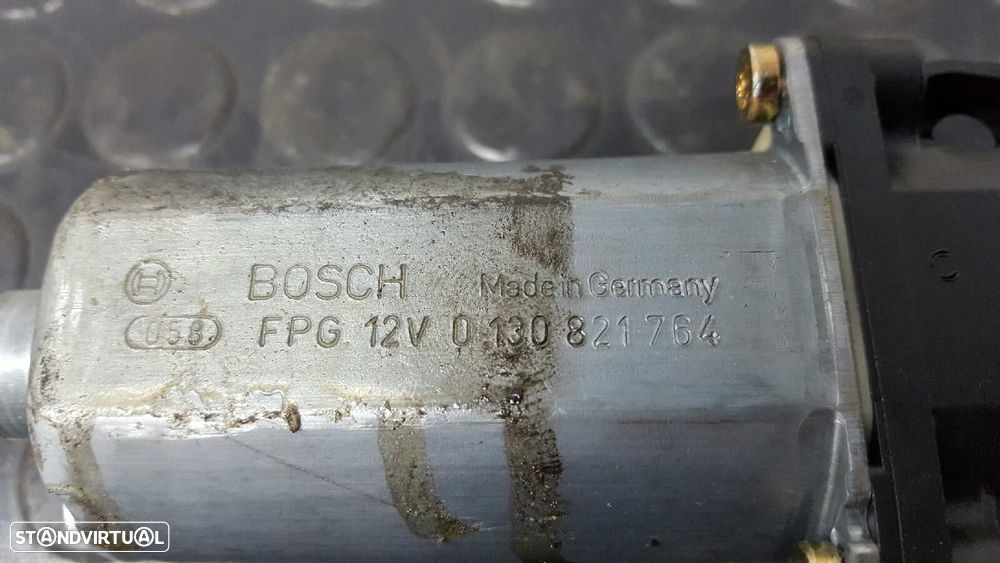 BOSCH Made in Germany
058 FPG 12V 0 130 821 764
STANDVIRTUAL